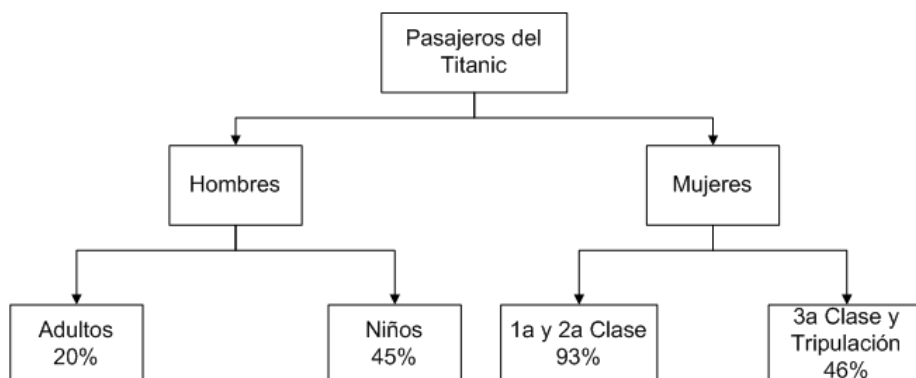 Pasajeros del
Titanic
Hombres
Mujeres
Adultos
20%
Niños
45%
1a y 2a Clase
93%
3a Clase y
Tripulación
46%